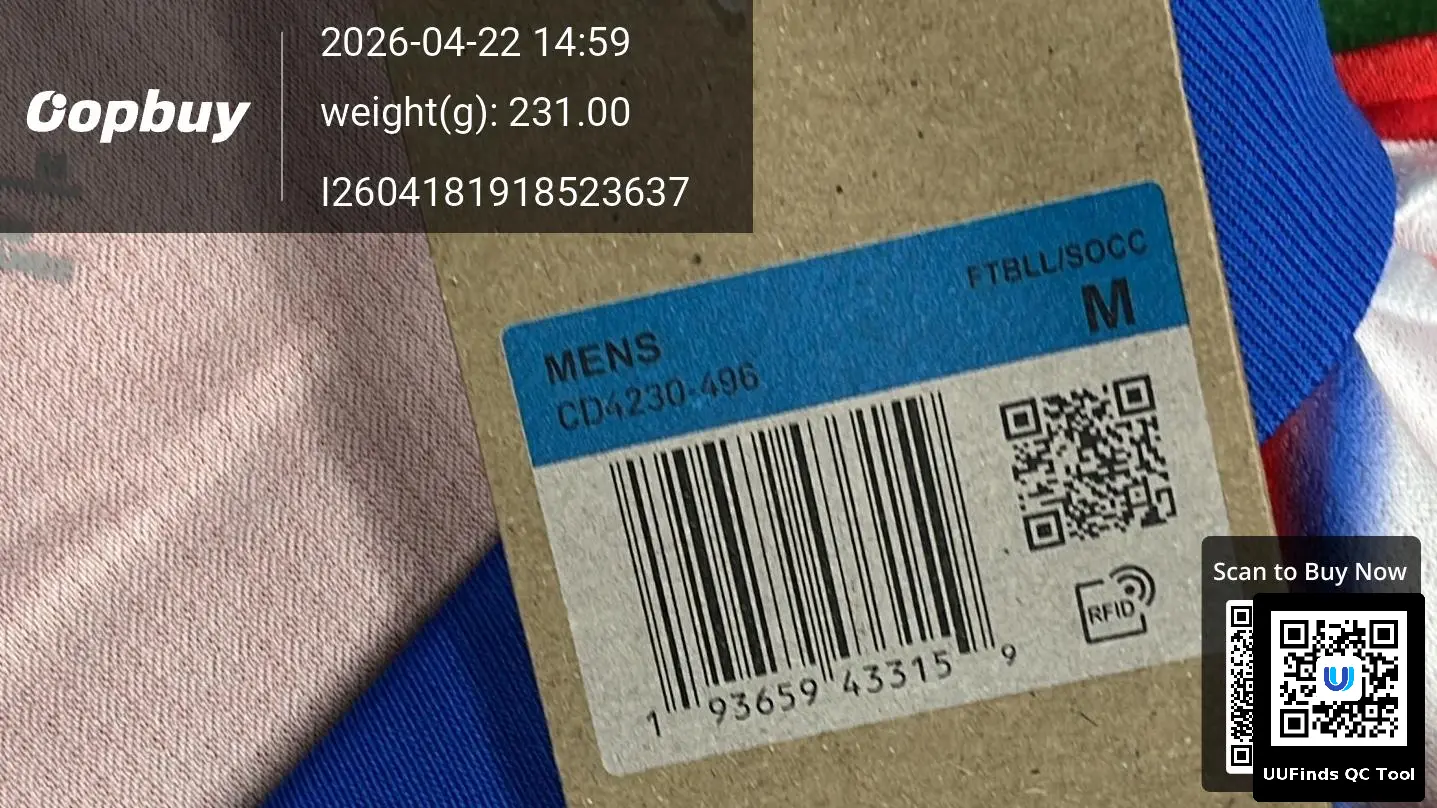 Oopbuy
2026-04-22 14:59
weight(g): 231.00
I2604181918523637
FTBLL/SOCC
M
MENS
CD4230-496
RFID
1 93659 43315 9
Scan to Buy Now
UUFinds QC Tool